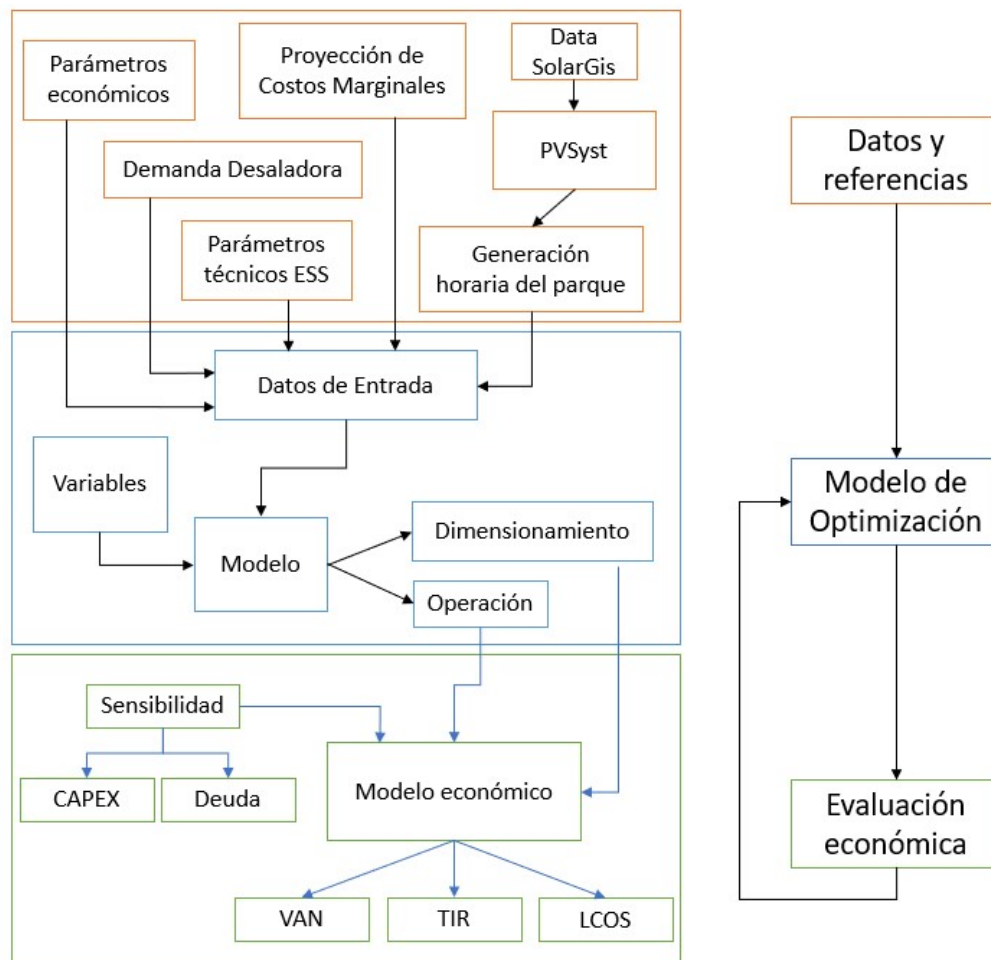 Parámetros
económicos
Proyección de
Costos Marginales
Data
SolarGis
Demanda Desaladora
PVSyst
Parámetros
técnicos ESS
Generación
horaria del parque
Datos de Entrada
Variables
Modelo
Dimensionamiento
Operación
Sensibilidad
CAPEX
Deuda
Modelo económico
VAN
TIR
LCOS
Datos y
referencias
Modelo de
Optimización
Evaluación
económica